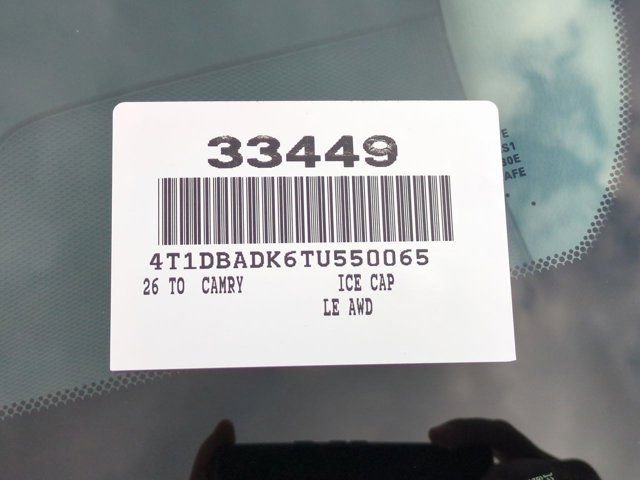 33449
4T1DBADK6TU550065
26 TO CAMRY ICE CAP
LE AWD